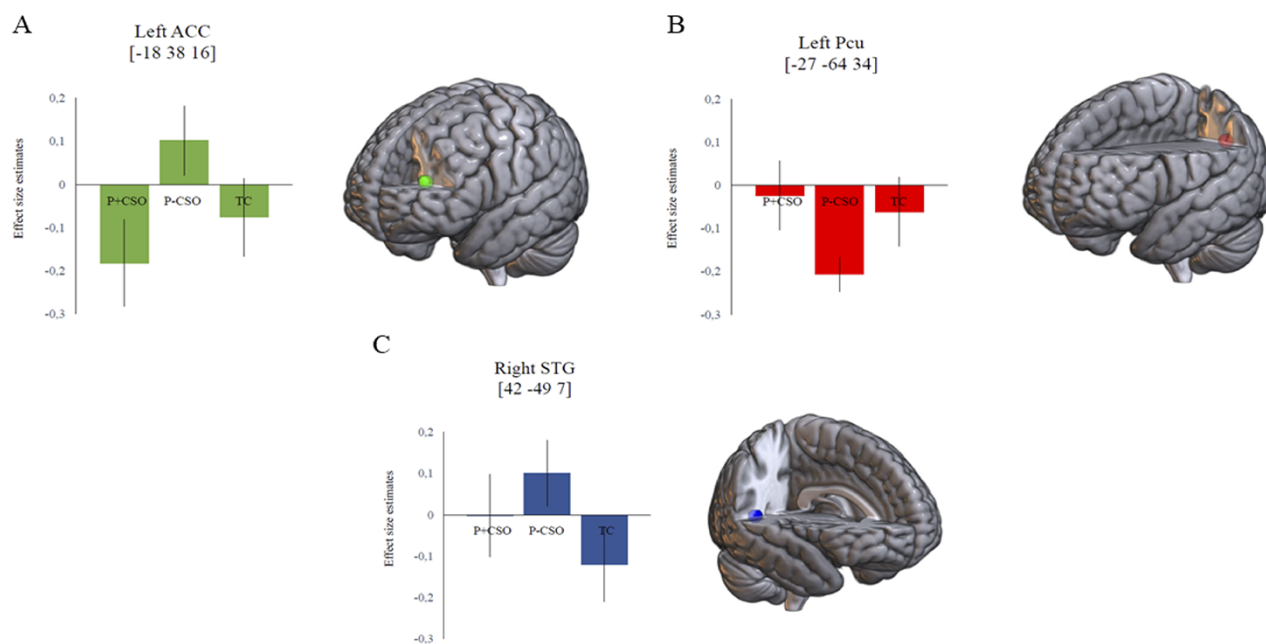 A
Left ACC
[-18 38 16]
Effect size estimates
0,2
0,1
0
-0,1
-0,2
-0,3
P+CSO
P-CSO
TC
B
Left Pcu
[-27 -64 34]
Effect size estimates
0,2
0,1
0
-0,1
-0,2
-0,3
P+CSO
P-CSO
TC
C
Right STG
[42 -49 7]
Effect size estimates
0,2
0,1
0
-0,1
-0,2
-0,3
P+CSO
P-CSO
TC